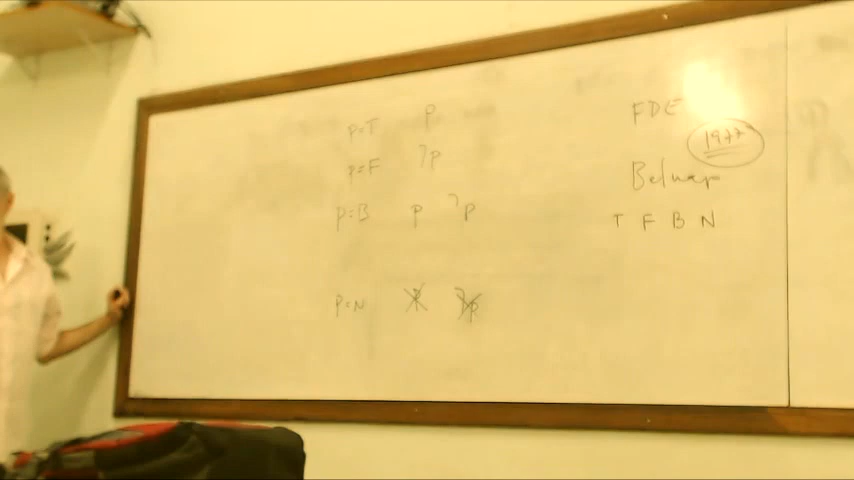 p=T p
p=F ¬p
p=B p ¬p
p=N p ¬p
FDE
1977
Belnap
T F B N